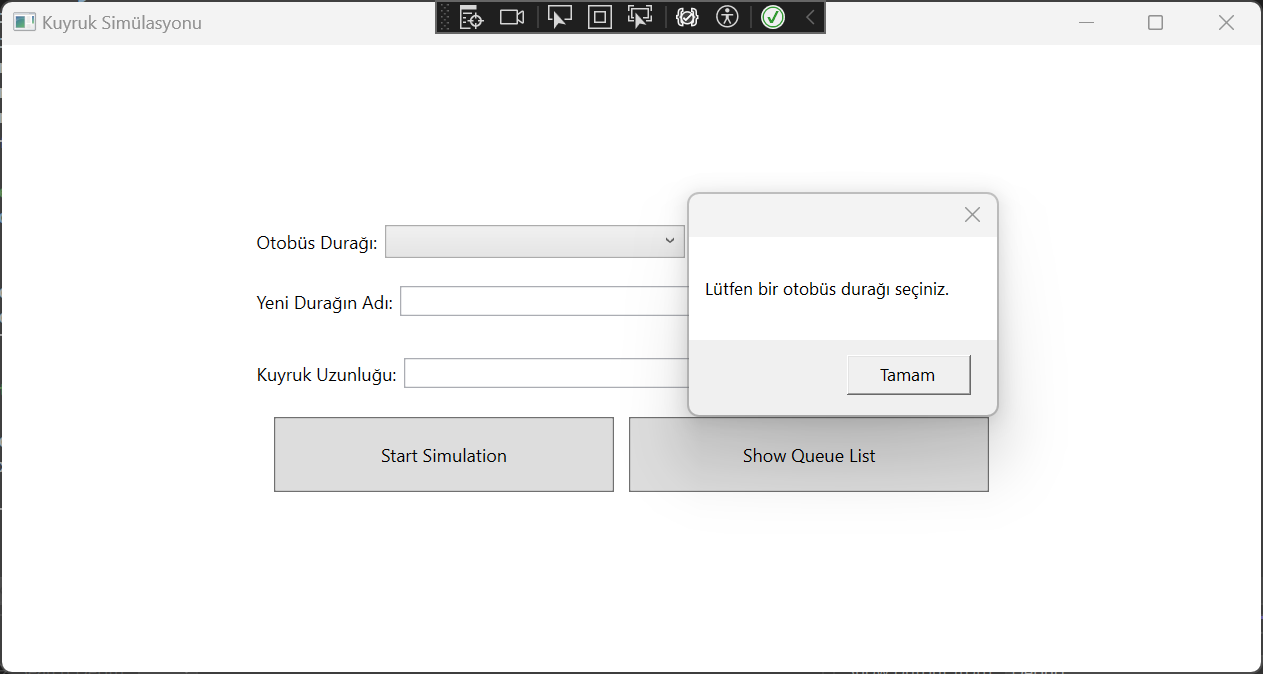 Kuyruk Simülasyonu
Otobüs Durağı:
Lütfen bir otobüs durağı seçiniz.
Yeni Durağın Adı:
Kuyruk Uzunluğu:
Tamam
Start Simulation
Show Queue List